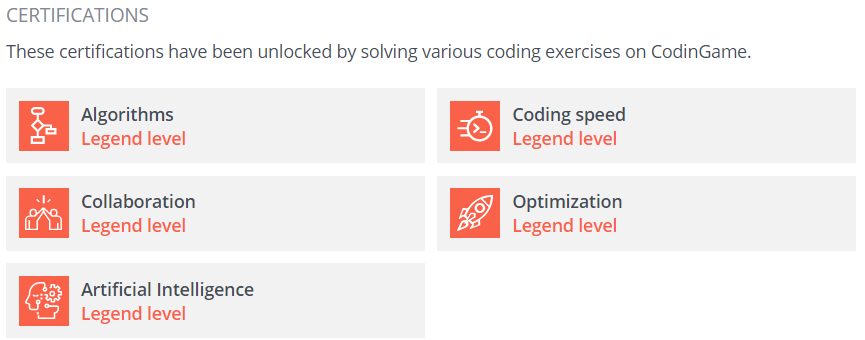 CERTIFICATIONS
These certifications have been unlocked by solving various coding exercises on CodinGame.
Algorithms
Legend level
Coding speed
Legend level
Collaboration
Legend level
Optimization
Legend level
Artificial Intelligence
Legend level